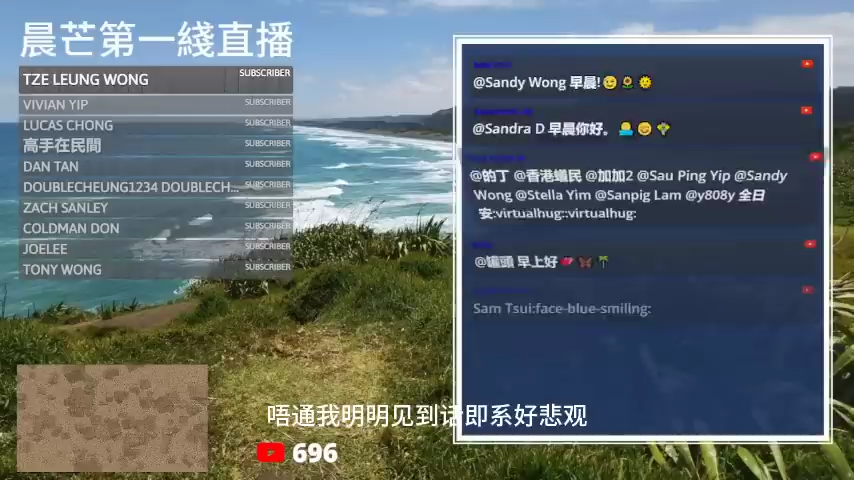 晨芒第一綫直播
TZE LEUNG WONG SUBSCRIBER
VIVIAN YIP SUBSCRIBER
LUCAS CHONG SUBSCRIBER
高手在民間 SUBSCRIBER
DAN TAN SUBSCRIBER
DOUBLECHEUNG1234 DOUBLECH... SUBSCRIBER
ZACH SANLEY SUBSCRIBER
COLDMAN DON SUBSCRIBER
JOELEE SUBSCRIBER
TONY WONG SUBSCRIBER
@Sandy Wong 早晨!😉🌻🌞
@Sandra D 早晨你好。
@的丁 @香港蟻民 @加加2 @Sau Ping Yip @Sandy
Wong @Stella Yim @Sanpig Lam @y808y 全日
安:virtualhug::virtualhug:
@罐頭 早上好
Sam Tsui:face-blue-smiling:
唔通我明明见到话即系好悲观
696